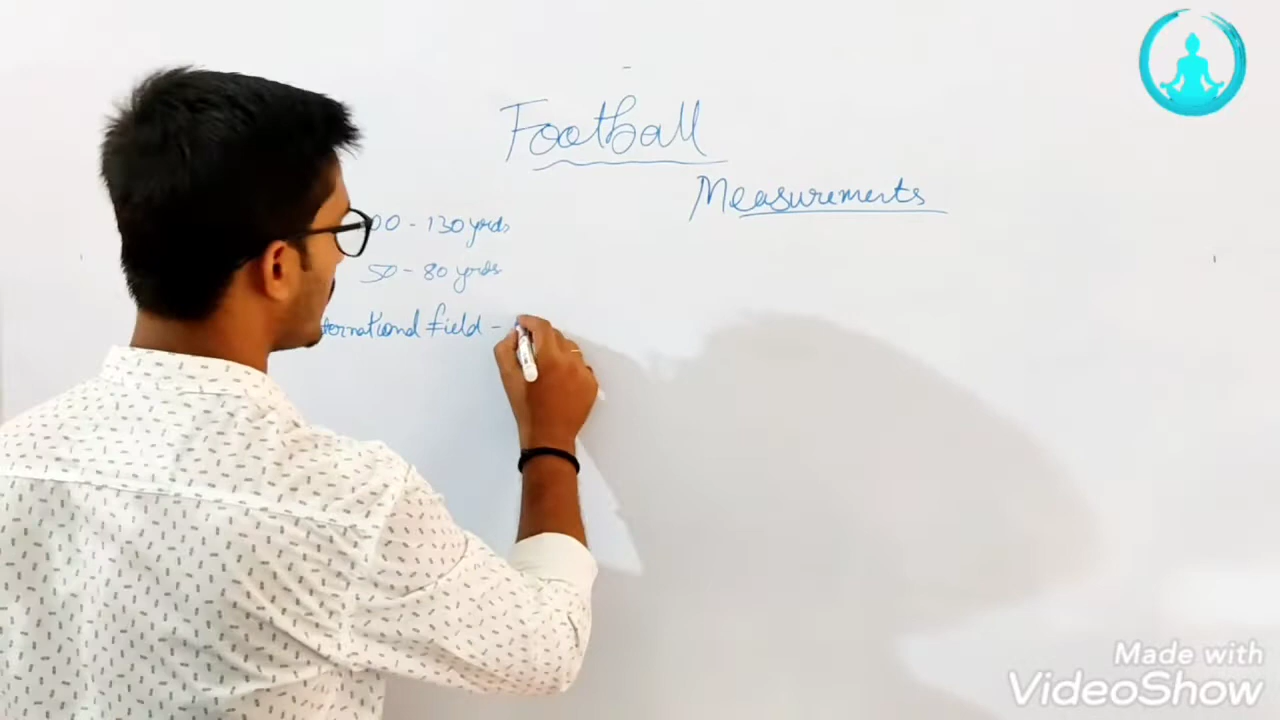 Football
Measurements
00 - 130 yards
50 - 80 yards
ternational Field -
Made with
VideoShow